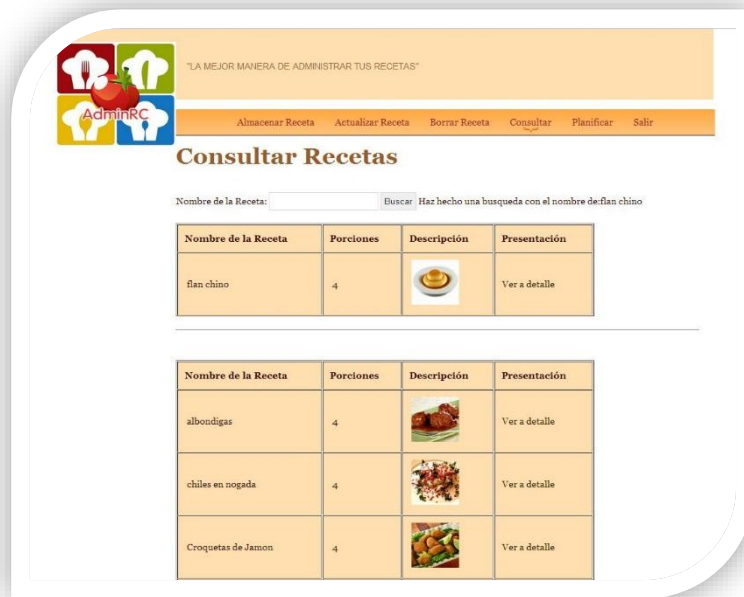 "LA MEJOR MANERA DE ADMINISTRAR TUS RECETAS"
AdminRC
Almacenar Receta Actualizar Receta Borrar Receta Consultar Planificar Salir
Consultar Recetas
Nombre de la Receta: Buscar Haz hecho una busqueda con el nombre de:flan chino
Nombre de la Receta Porciones Descripción Presentación
flan chino 4 Ver a detalle
Nombre de la Receta Porciones Descripción Presentación
albondigas 4 Ver a detalle
chiles en nogada 4 Ver a detalle
Croquetas de Jamon 4 Ver a detalle